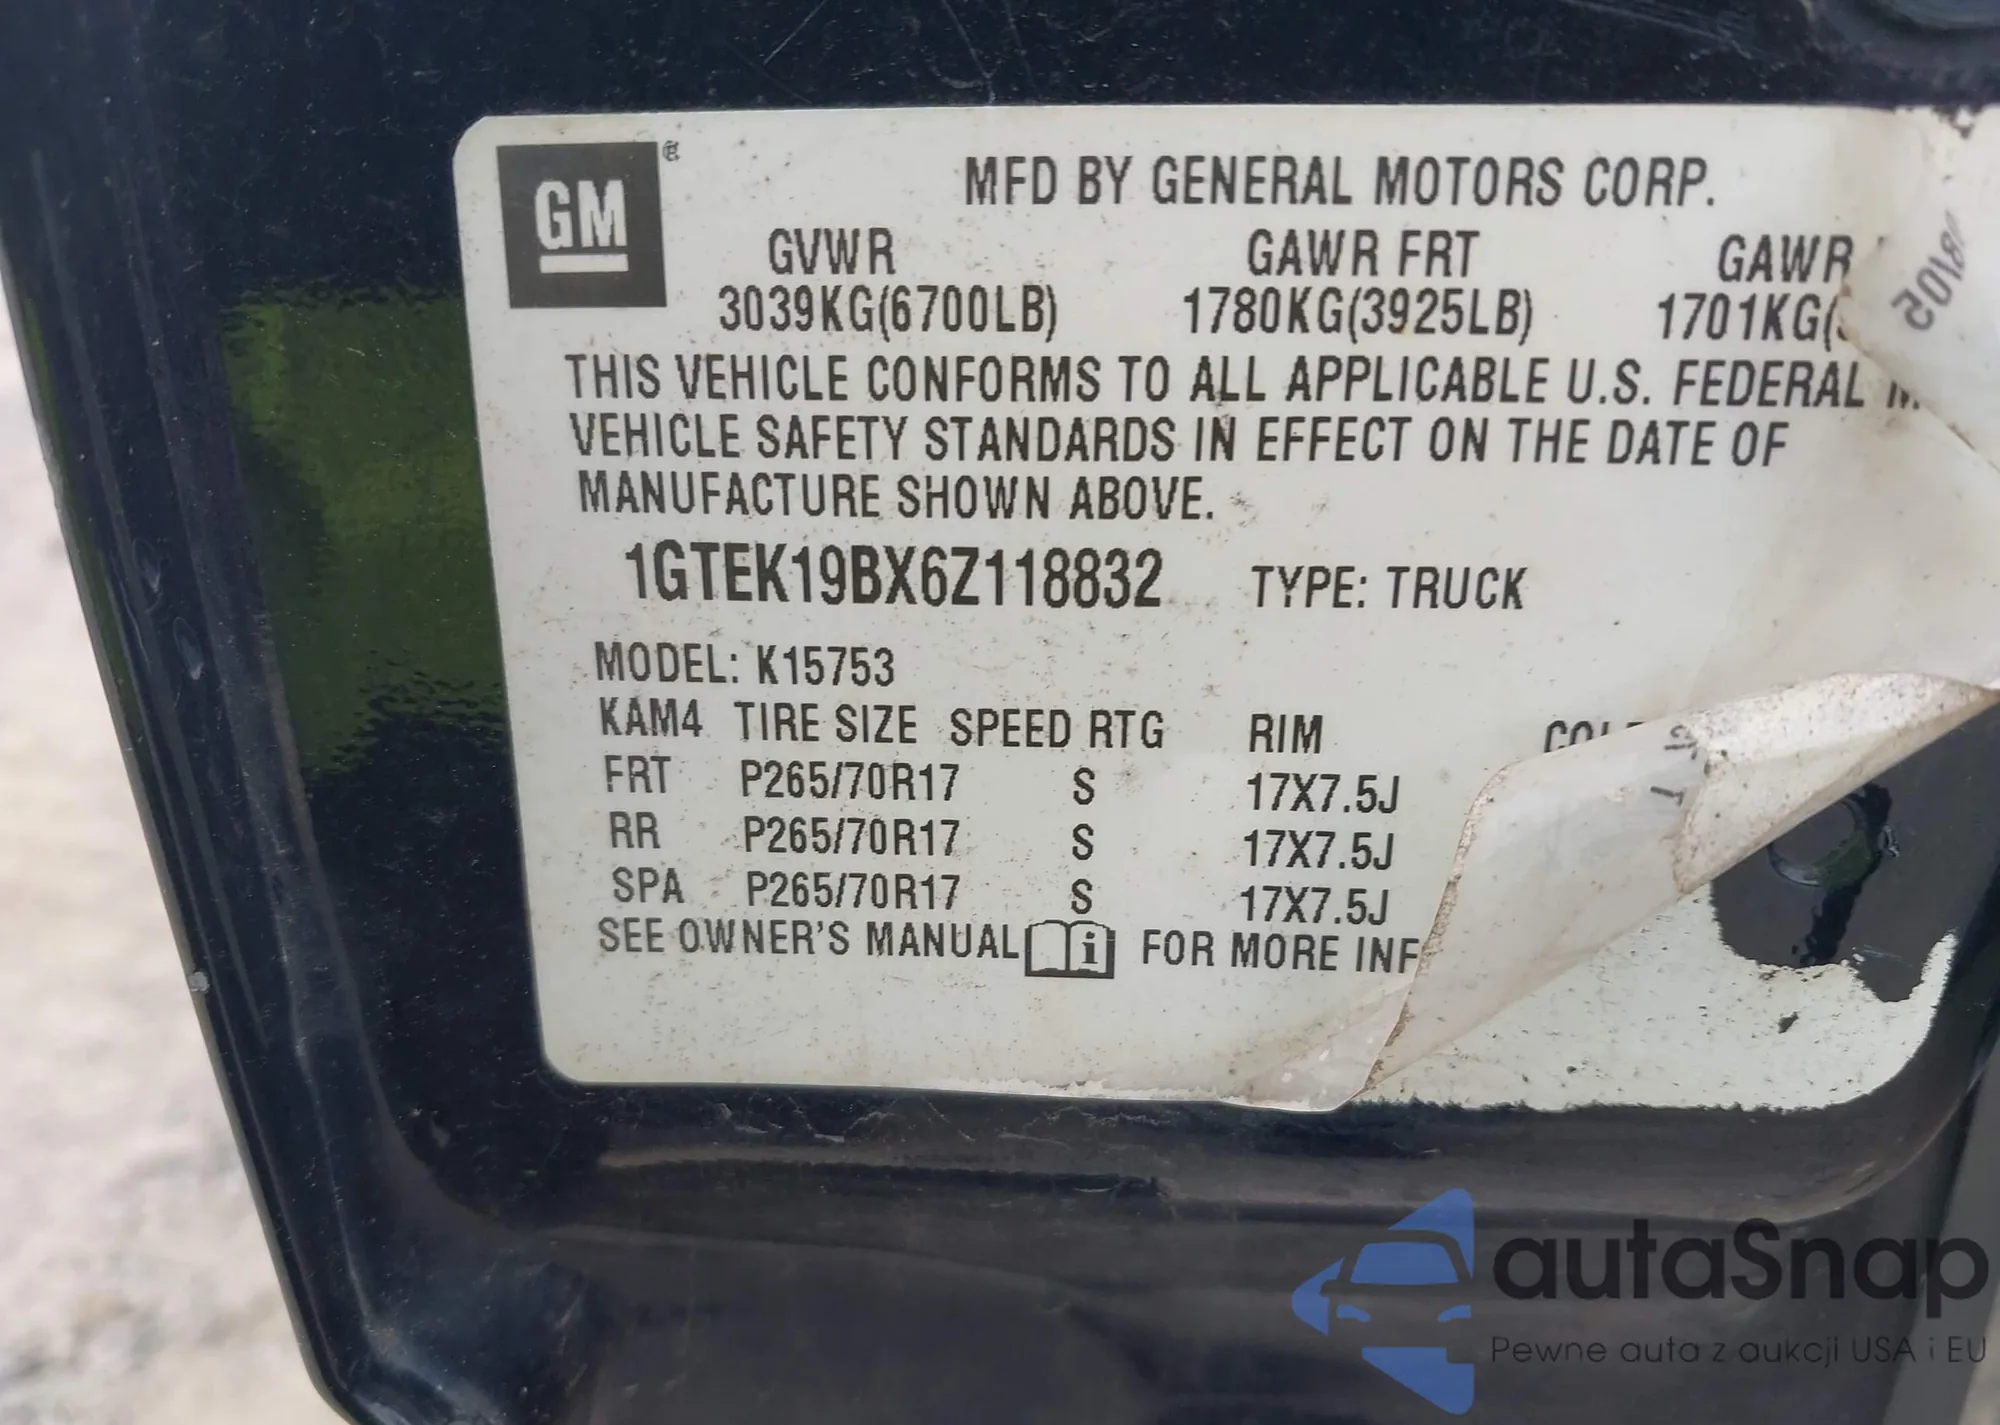 GM
MFD BY GENERAL MOTORS CORP.
GVWR GAWR FRT GAWR
3039KG(6700LB) 1780KG(3925LB) 1701KG(
18105
THIS VEHICLE CONFORMS TO ALL APPLICABLE U.S. FEDERAL
VEHICLE SAFETY STANDARDS IN EFFECT ON THE DATE OF
MANUFACTURE SHOWN ABOVE.
1GTEK19BX6Z118832 TYPE: TRUCK
MODEL: K15753
KAM4 TIRE SIZE SPEED RTG RIM
FRT P265/70R17 S 17X7.5J
RR P265/70R17 S 17X7.5J
SPA P265/70R17 S 17X7.5J
SEE OWNER'S MANUAL i FOR MORE INF
autaSnap
Pewne auta z aukcji USA i EU